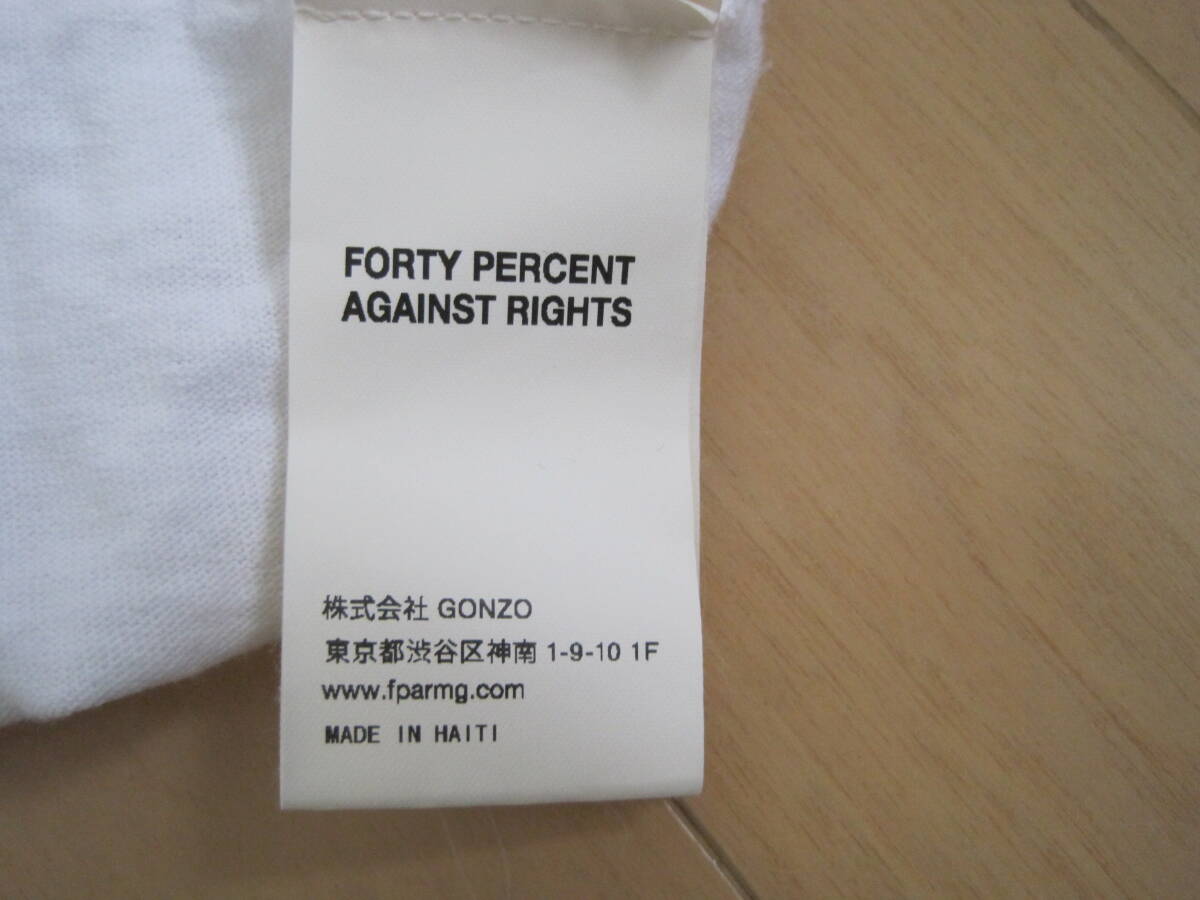 FORTY PERCENT
AGAINST RIGHTS
株式会社 GONZO
東京都渋谷区神南 1-9-10 1F
www.fparmg.com
MADE IN HAITI